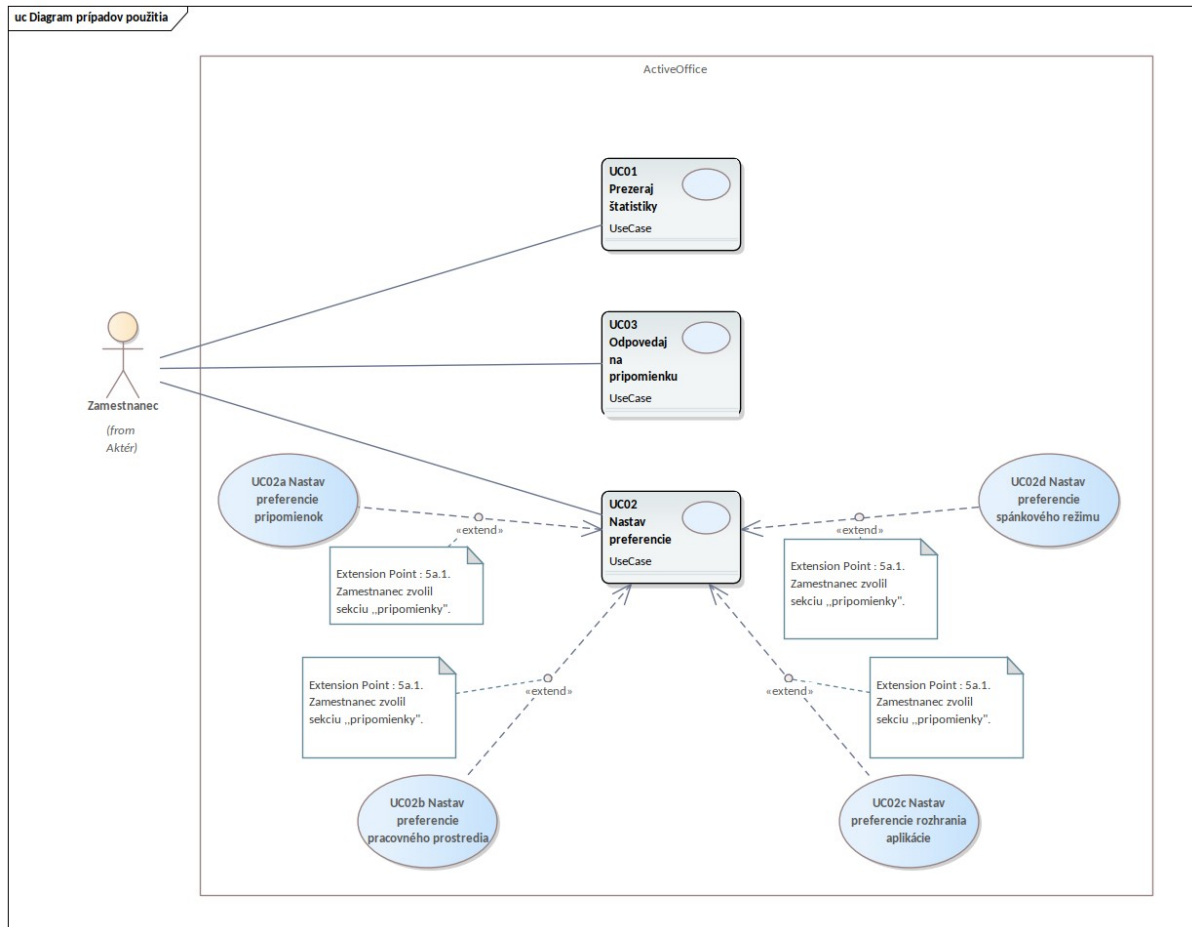 uc Diagram prípadov použitia
ActiveOffice
UC01
Prezeraj
štatistiky
UseCase
UC03
Odpovedaj
na
pripomienku
UseCase
Zamestnanec
(from
Aktér)
UC02a Nastav
preferencie
pripomienok
UC02
Nastav
preferencie
UseCase
UC02d Nastav
preferencie
spánkového režimu
«extend»
«extend»
Extension Point : 5a.1.
Zamestnanec zvolil
sekciu ,,pripomienky".
Extension Point : 5a.1.
Zamestnanec zvolil
sekciu ,,pripomienky".
Extension Point : 5a.1.
Zamestnanec zvolil
sekciu ,,pripomienky".
«extend»
«extend»
Extension Point : 5a.1.
Zamestnanec zvolil
sekciu ,,pripomienky".
UC02b Nastav
preferencie
pracovného prostredia
UC02c Nastav
preferencie rozhrania
aplikácie